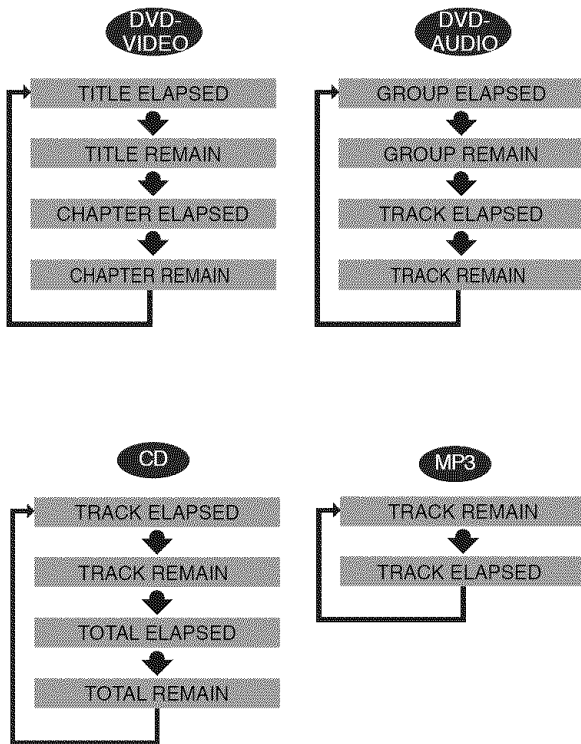 DVD-
VIDEO
TITLE ELAPSED
TITLE REMAIN
CHAPTER ELAPSED
CHAPTER REMAIN
DVD-
AUDIO
GROUP ELAPSED
GROUP REMAIN
TRACK ELAPSED
TRACK REMAIN
CD
TRACK ELAPSED
TRACK REMAIN
TOTAL ELAPSED
TOTAL REMAIN
MP3
TRACK REMAIN
TRACK ELAPSED